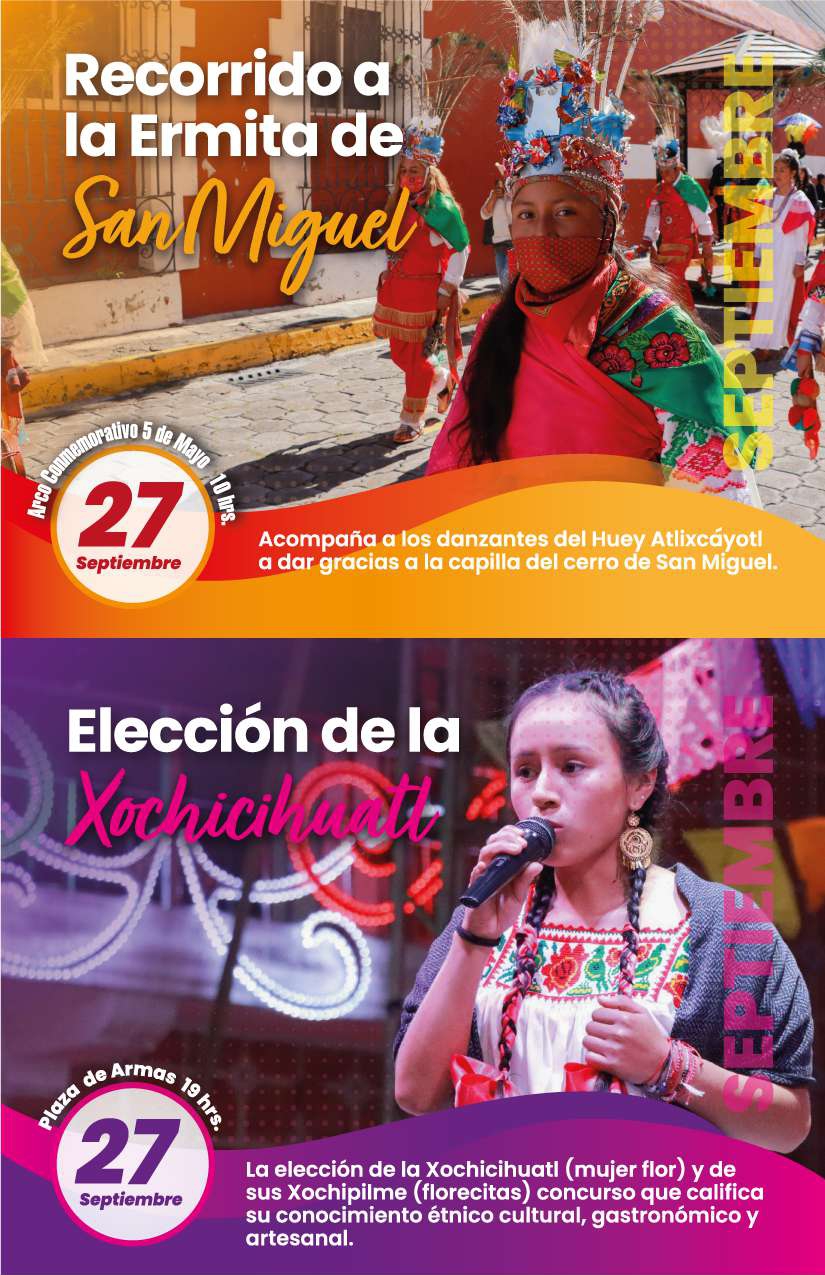 Recorrido a
la Ermita de
San Miguel
SEPTIEMBRE
Arco Conmemorativo 5 de Mayo 10 hrs.
27
Septiembre
Acompaña a los danzantes del Huey Atlixcáyotl
a dar gracias a la capilla del cerro de San Miguel.
Elección de la
Xochicihuatl
SEPTIEMBRE
Plaza de Armas 19 hrs.
27
Septiembre
La elección de la Xochicihuatl (mujer flor) y de
sus Xochipilme (florecitas) concurso que califica
su conocimiento étnico cultural, gastronómico y
artesanal.